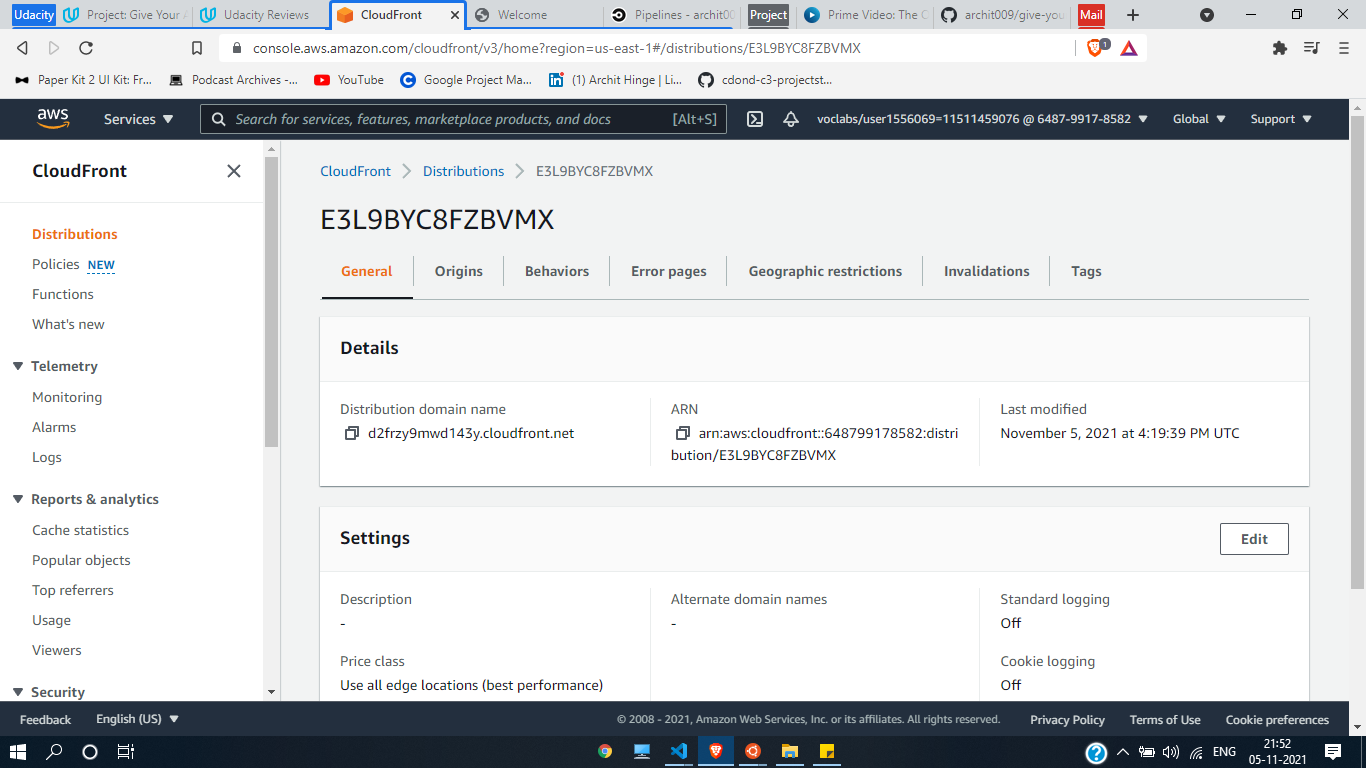 Udacity
Project: Give Your A
Udacity Reviews
CloudFront
Welcome
Pipelines - archit00
Project
Prime Video: The C
archit009/give-you
Mail
console.aws.amazon.com/cloudfront/v3/home?region=us-east-1#/distributions/E3L9BYC8FZBVMX
1
Paper Kit 2 UI Kit: Fr...
Podcast Archives -...
YouTube
Google Project Ma...
(1) Archit Hinge | Li...
cdond-c3-projectst...
aws
Services
Search for services, features, marketplace products, and docs
[Alt+S]
voclabs/user1556069=11511459076 @ 6487-9917-8582
Global
Support
CloudFront
Distributions
Policies NEW
Functions
What's new
Telemetry
Monitoring
Alarms
Logs
Reports & analytics
Cache statistics
Popular objects
Top referrers
Usage
Viewers
Security
CloudFront
Distributions
E3L9BYC8FZBVMX
E3L9BYC8FZBVMX
General
Origins
Behaviors
Error pages
Geographic restrictions
Invalidations
Tags
Details
Distribution domain name
d2frzy9mwd143y.cloudfront.net
ARN
arn:aws:cloudfront::648799178582:distri
bution/E3L9BYC8FZBVMX
Last modified
November 5, 2021 at 4:19:39 PM UTC
Settings
Edit
Description
-
Price class
Use all edge locations (best performance)
Alternate domain names
-
Standard logging
Off
Cookie logging
Off
Feedback
English (US)
© 2008 - 2021, Amazon Web Services, Inc. or its affiliates. All rights reserved.
Privacy Policy
Terms of Use
Cookie preferences
ENG
21:52
05-11-2021